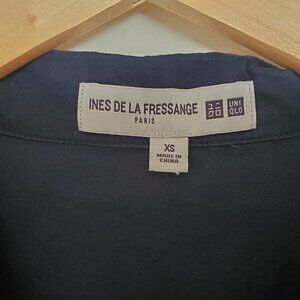 INES DE LA FRESSANGE
PARIS
ユニ
クロ
UNI
QLO
XS
MADE IN
CHINA